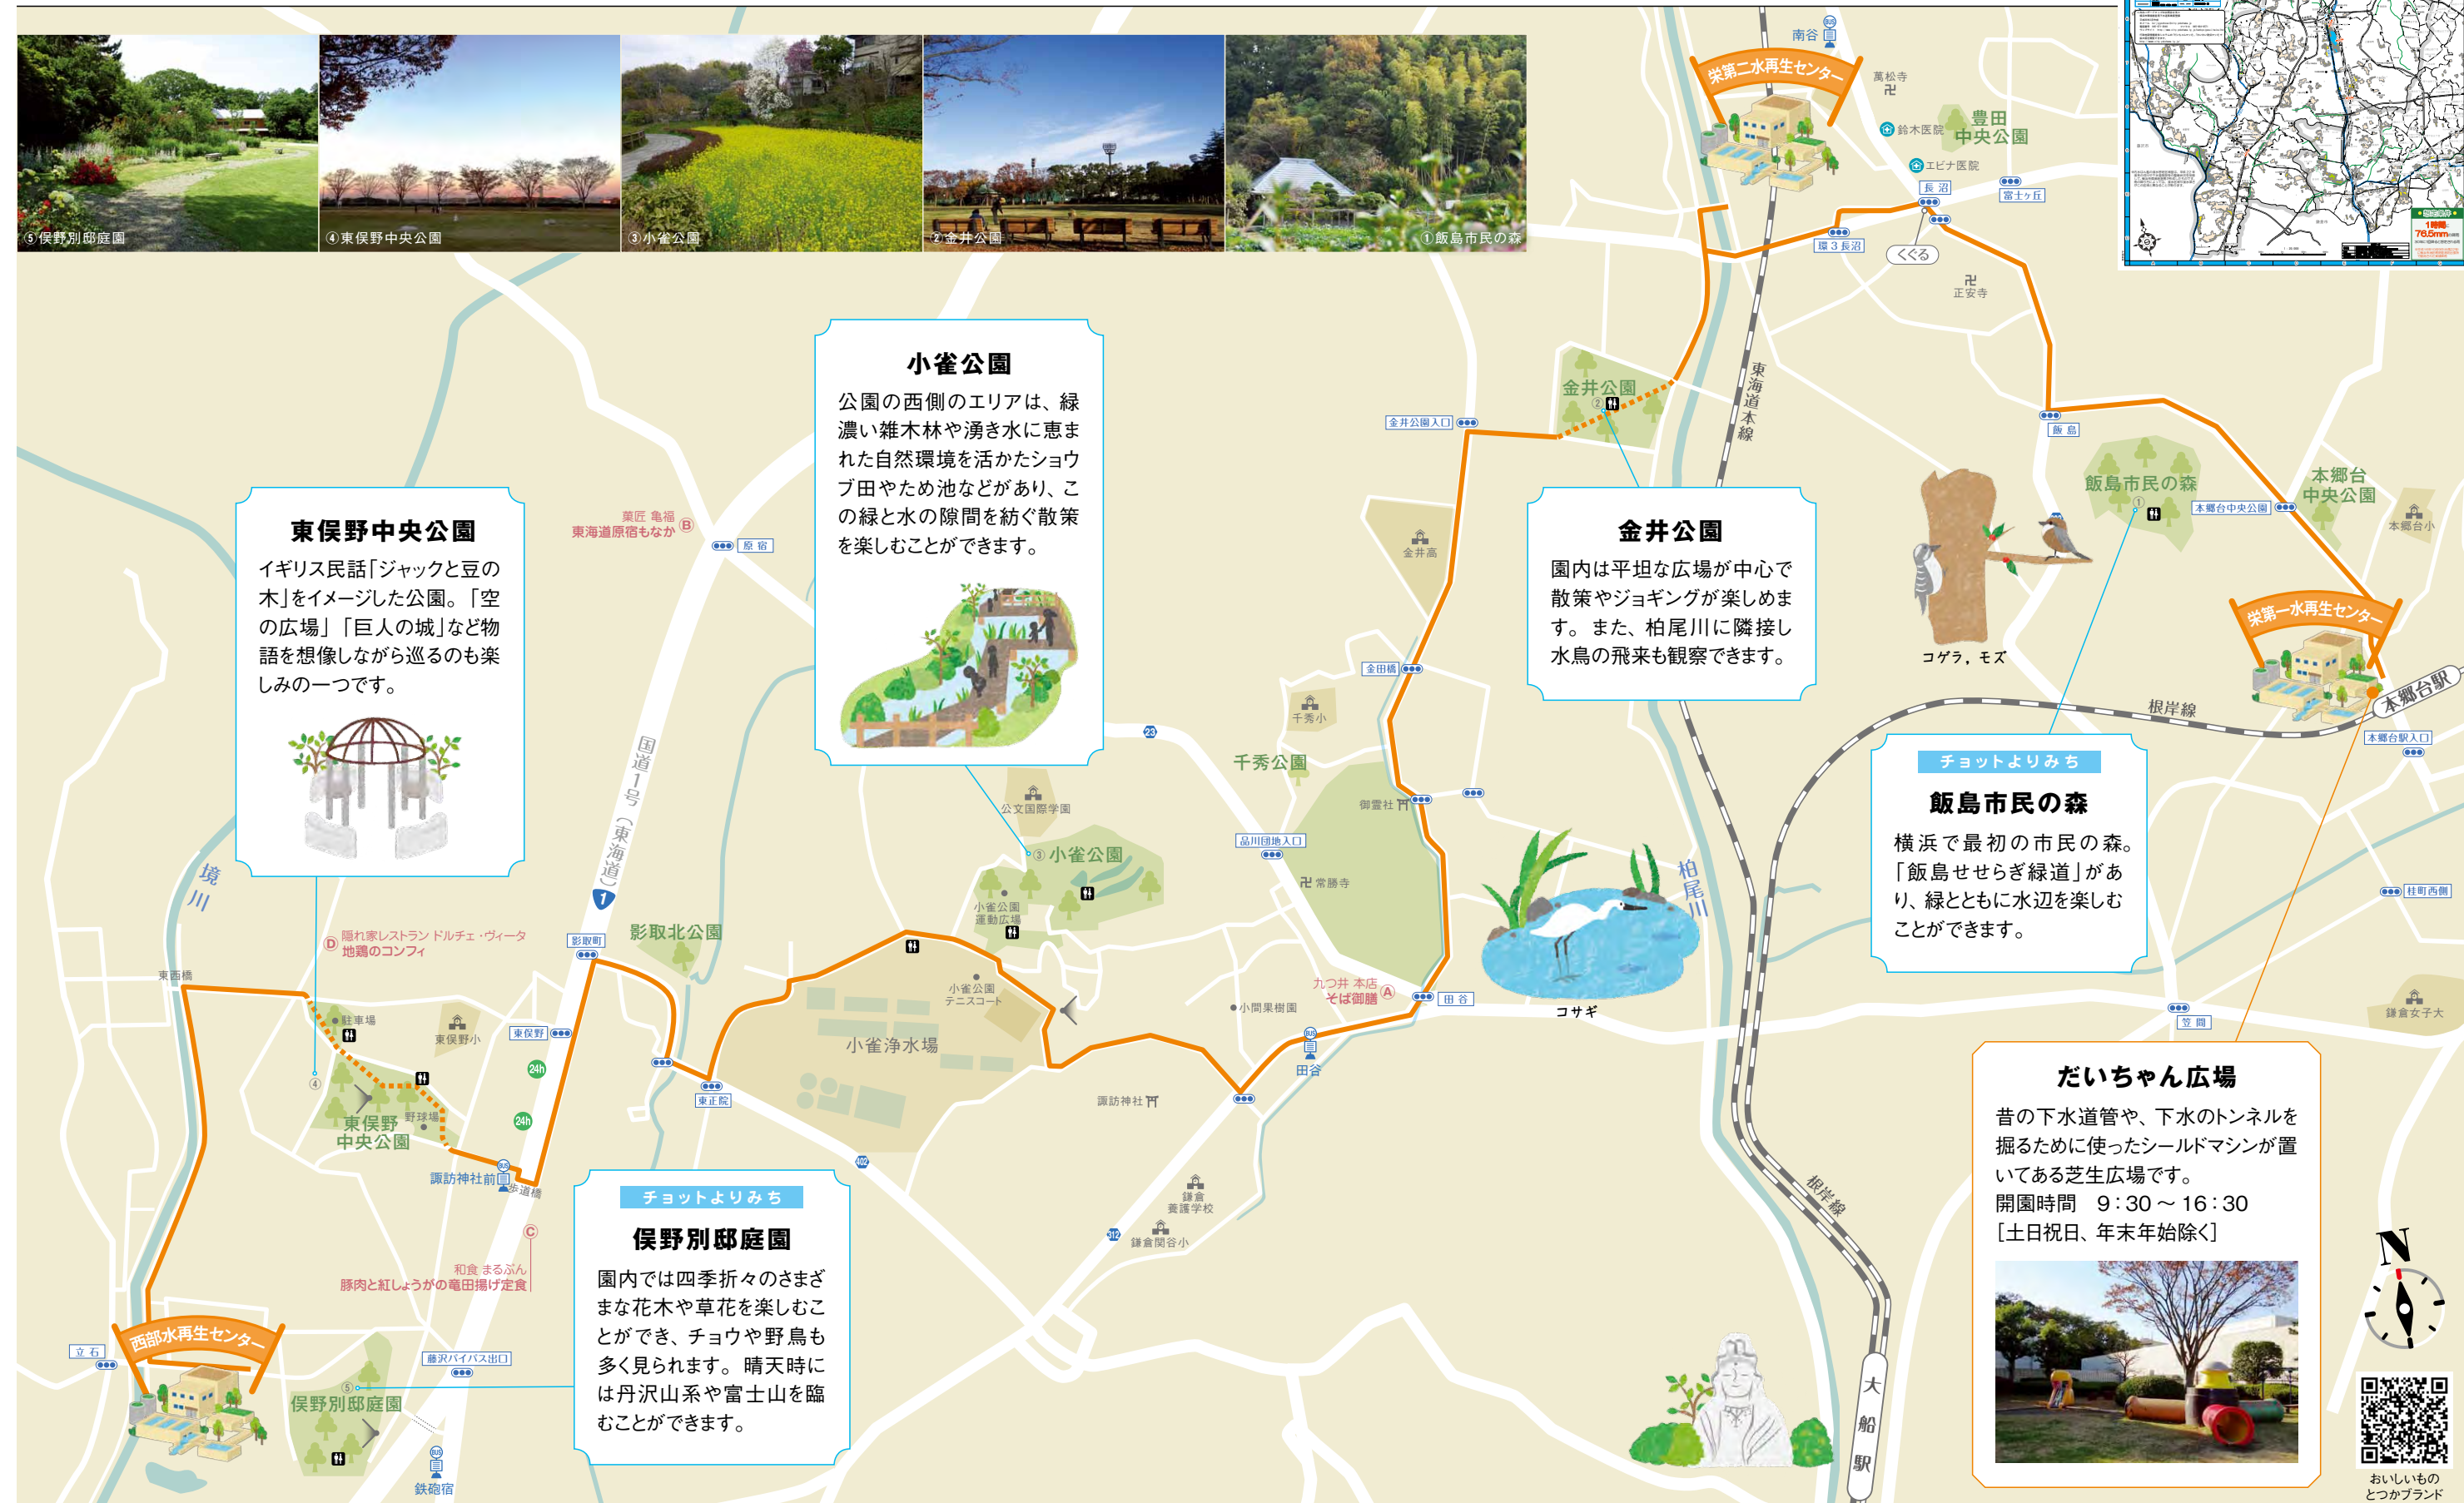 ⑤俣野別邸庭園
④東俣野中央公園
③小雀公園
②金井公園
①飯島市民の森
BUS
南谷
栄第二水再生センター
萬松寺
鈴木医院
豊田
中央公園
エビナ医院
長沼
富士ヶ丘
環3長沼
くぐる
正安寺
1時間
76.5mm
東海道本線
金井公園
②
金井公園入口
飯島
飯島市民の森
①
本郷台
中央公園
本郷台中央公園
本郷台小
小雀公園
公園の西側のエリアは、緑
濃い雑木林や湧き水に恵ま
れた自然環境を活かたショウ
ブ田やため池などがあり、こ
の緑と水の隙間を紡ぐ散策
を楽しむことができます。
東俣野中央公園
イギリス民話「ジャックと豆の
木」をイメージした公園。「空
の広場」「巨人の城」など物
語を想像しながら巡るのも楽
しみの一つです。
菓匠 亀福
東海道原宿もなか
B
原宿
金井高
金井公園
園内は平坦な広場が中心で
散策やジョギングが楽しめま
す。また、柏尾川に隣接し
水鳥の飛来も観察できます。
コゲラ，モズ
栄第一水再生センター
本郷台駅
根岸線
本郷台駅入口
金田橋
千秀小
23
千秀公園
国道1号（東海道）
1
公文国際学園
御霊社
品川団地入口
③小雀公園
常勝寺
柏尾川
チョットよりみち
飯島市民の森
横浜で最初の市民の森。
「飯島せせらぎ緑道」があ
り、緑とともに水辺を楽しむ
ことができます。
桂町西側
境川
小雀公園
運動広場
影取町
影取北公園
D
隠れ家レストラン ドルチェ・ヴィータ
地鶏のコンフィ
東西橋
小雀公園
テニスコート
小間果樹園
九つ井 本店
そば御膳
A
田谷
コサギ
笠間
鎌倉女子大
駐車場
東俣野小
東俣野
小雀浄水場
BUS
田谷
24h
④
東正院
諏訪神社
野球場
東俣野
中央公園
24h
402
BUS
諏訪神社前
歩道橋
C
和食 まるぶん
豚肉と紅しょうがの竜田揚げ定食
チョットよりみち
俣野別邸庭園
園内では四季折々のさまざ
まな花木や草花を楽しむこ
とができ、チョウや野鳥も
多く見られます。晴天時に
は丹沢山系や富士山を臨
むことができます。
鎌倉
養護学校
312
鎌倉関谷小
根岸線
だいちゃん広場
昔の下水道管や、下水のトンネルを
掘るために使ったシールドマシンが置
いてある芝生広場です。
開園時間　9：30～16：30
[土日祝日、年末年始除く]
N
西部水再生センター
立石
藤沢バイパス出口
⑤
俣野別邸庭園
BUS
鉄砲宿
大船駅
おいしいもの
とつかブランド